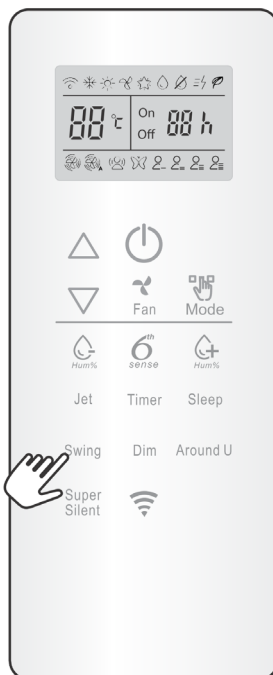 88 °c On 88 h
Off
Fan Mode
Hum% 6th sense Hum%
Jet Timer Sleep
Swing Dim Around U
Super
Silent